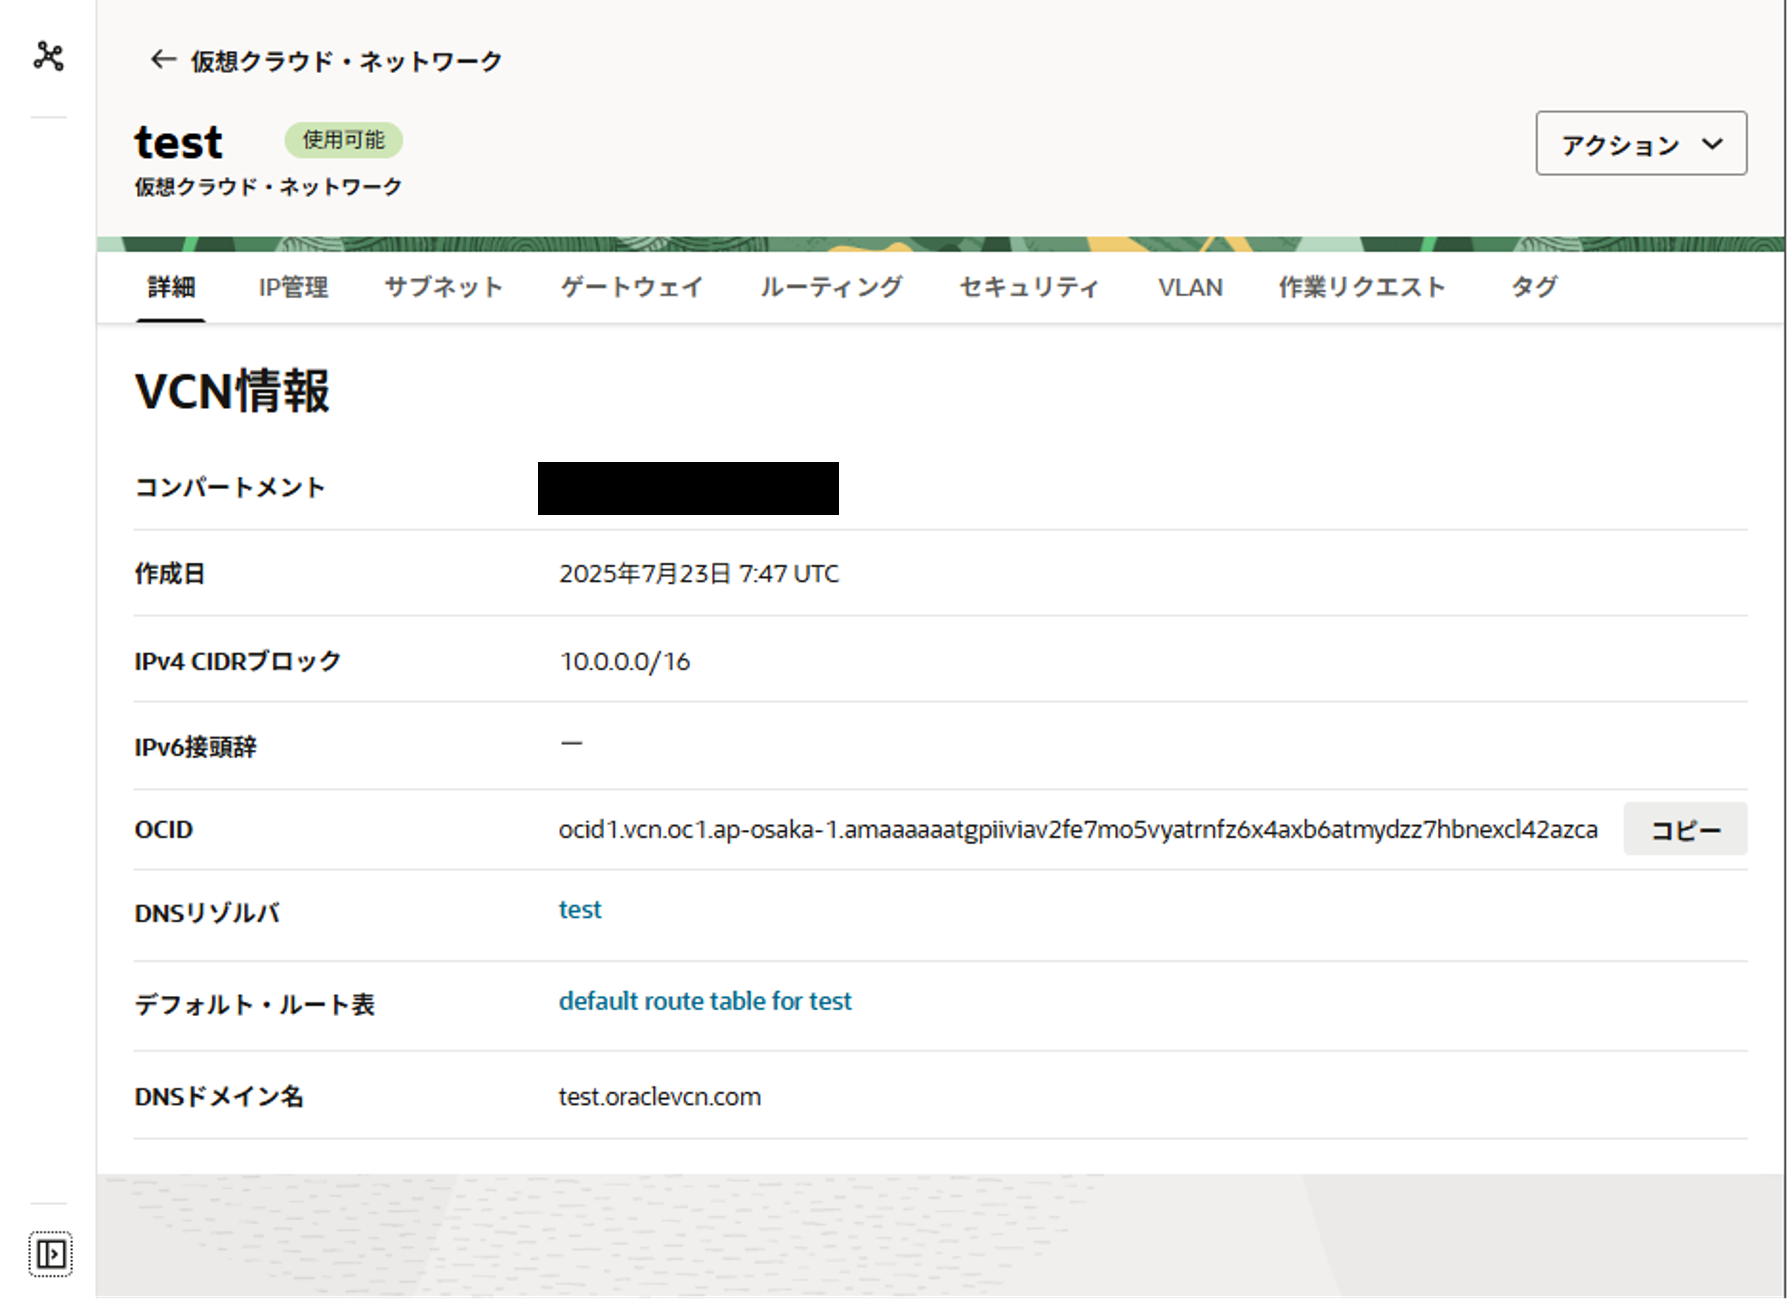 仮想クラウド・ネットワーク
test 使用可能
アクション
仮想クラウド・ネットワーク
詳細 IP管理 サブネット ゲートウェイ ルーティング セキュリティ VLAN 作業リクエスト タグ
VCN情報
コンパートメント
作成日 2025年7月23日 7:47 UTC
IPv4 CIDRブロック 10.0.0.0/16
IPv6接頭辞 —
OCID ocid1.vcn.oc1.ap-osaka-1.amaaaaaatgpiiviav2fe7mo5vyatrnfz6x4axb6atmydzz7hbnexcl42azca コピー
DNSリゾルバ test
デフォルト・ルート表 default route table for test
DNSドメイン名 test.oraclevcn.com